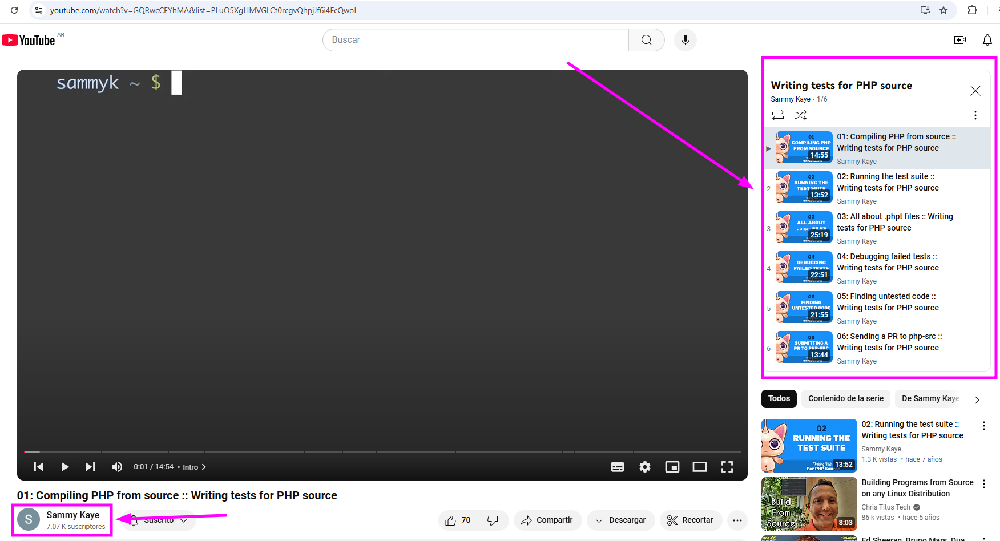 youtube.com/watch?v=GQRwcCFYhMA&list=PLuO5XgHMVGLCt0rcgvQhpjJf6i4FcQwol
YouTube AR
Buscar
sammyk ~ $
0:01 / 14:54 • Intro
01: Compiling PHP from source :: Writing tests for PHP source
S
Sammy Kaye
7.07 K suscriptores
Suscrito
70
Compartir
Descargar
Recortar
Writing tests for PHP source
Sammy Kaye - 1/6
01
COMPILING PHP
FROM SOURCE
14:55
01: Compiling PHP from source ::
Writing tests for PHP source
Sammy Kaye
2
02
RUNNING THE
TEST SUITE
13:52
02: Running the test suite ::
Writing tests for PHP source
Sammy Kaye
3
03
ALL ABOUT
.phpt FILES
25:19
03: All about .phpt files :: Writing
tests for PHP source
Sammy Kaye
4
04
DEBUGGING
FAILED TESTS
22:51
04: Debugging failed tests ::
Writing tests for PHP source
Sammy Kaye
5
05
FINDING
UNTESTED CODE
21:55
05: Finding untested code ::
Writing tests for PHP source
Sammy Kaye
6
06
SUBMITTING A
PR TO PHP-SRC
13:44
06: Sending a PR to php-src ::
Writing tests for PHP source
Sammy Kaye
Todos
Contenido de la serie
De Sammy Kaye
02
RUNNING THE
TEST SUITE
Writing Tests
For PHP Source
13:52
02: Running the test suite ::
Writing tests for PHP source
Sammy Kaye
1.3 K vistas • hace 7 años
Build
From
Source
8:03
Building Programs from Source
on any Linux Distribution
Chris Titus Tech
86 k vistas • hace 5 años
Ed Sheeran, Bruno Mars, Dua